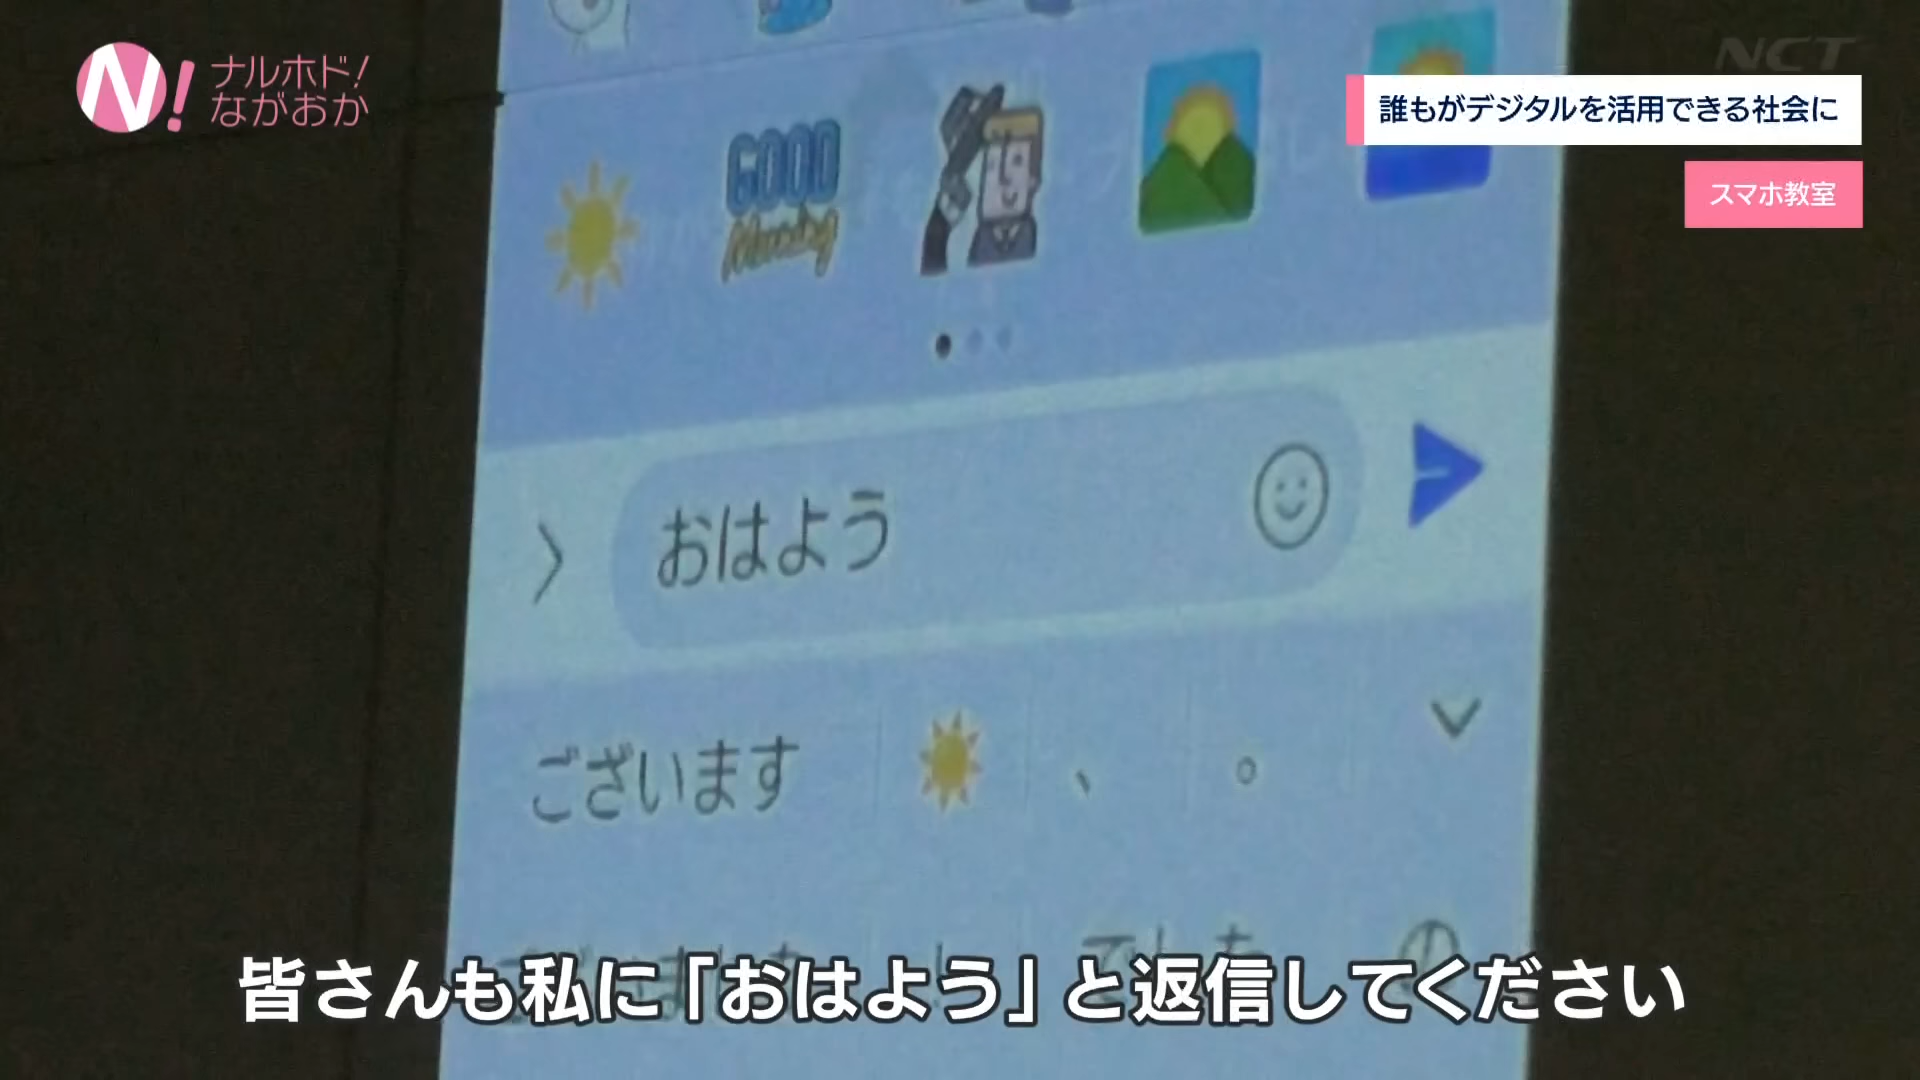 N!
ナルホド!
ながおか
NCT
誰もがデジタルを活用できる社会に
スマホ教室
GOOD
Morning
おはよう
ございます
、
。
皆さんも私に「おはよう」と返信してください